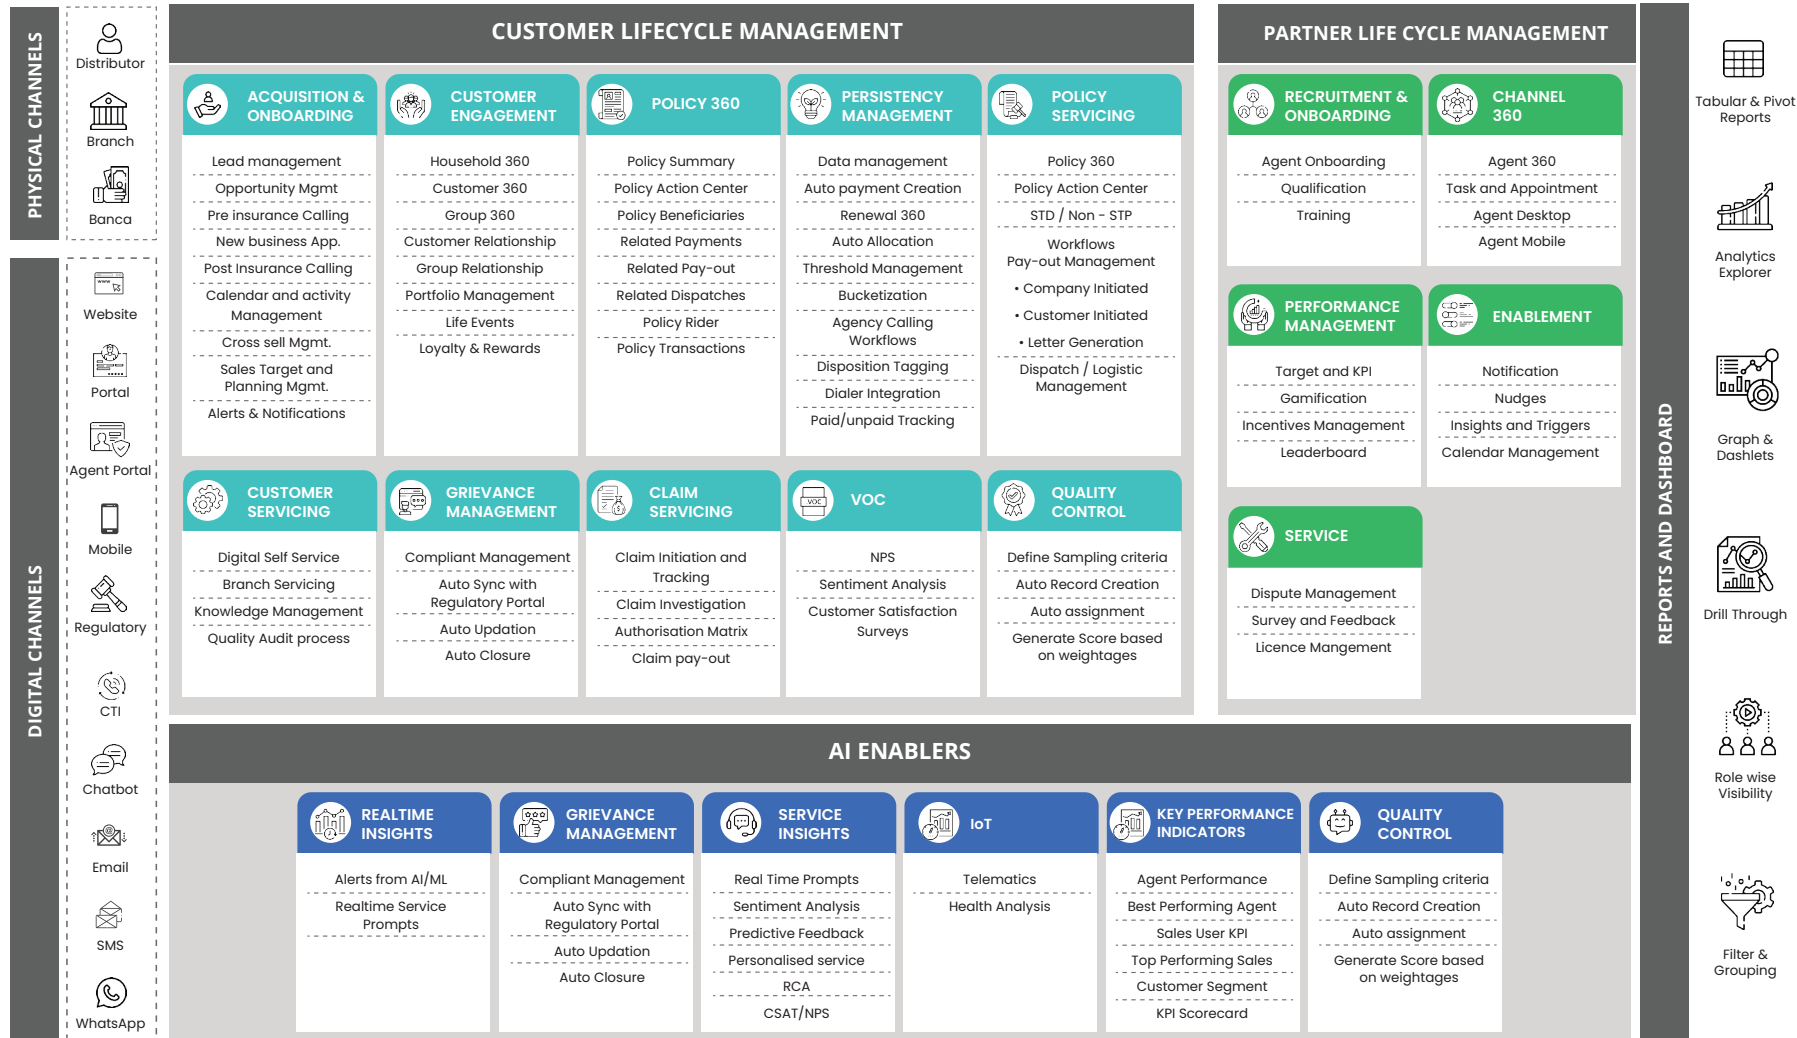 PHYSICAL CHANNELS
Distributor
Branch
Banca
DIGITAL CHANNELS
www
Website
Portal
Agent Portal
Mobile
Regulatory
CTI
Chatbot
Email
SMS
WhatsApp
CUSTOMER LIFECYCLE MANAGEMENT
ACQUISITION &
ONBOARDING
Lead management
Opportunity Mgmt
Pre insurance Calling
New business App.
Post Insurance Calling
Calendar and activity
Management
Cross sell Mgmt.
Sales Target and
Planning Mgmt.
Alerts & Notifications
CUSTOMER
ENGAGEMENT
Household 360
Customer 360
Group 360
Customer Relationship
Group Relationship
Portfolio Management
Life Events
Loyalty & Rewards
POLICY 360
Policy Summary
Policy Action Center
Policy Beneficiaries
Related Payments
Related Pay-out
Related Dispatches
Policy Rider
Policy Transactions
PERSISTENCY
MANAGEMENT
Data management
Auto payment Creation
Renewal 360
Auto Allocation
Threshold Management
Bucketization
Agency Calling
Workflows
Disposition Tagging
Dialer Integration
Paid/unpaid Tracking
POLICY
SERVICING
Policy 360
Policy Action Center
STD / Non - STP
Workflows
Pay-out Management
• Company Initiated
• Customer Initiated
• Letter Generation
Dispatch / Logistic
Management
CUSTOMER
SERVICING
Digital Self Service
Branch Servicing
Knowledge Management
Quality Audit process
GRIEVANCE
MANAGEMENT
Compliant Management
Auto Sync with
Regulatory Portal
Auto Updation
Auto Closure
CLAIM
SERVICING
Claim Initiation and
Tracking
Claim Investigation
Authorisation Matrix
Claim pay-out
VOC
VOC
NPS
Sentiment Analysis
Customer Satisfaction
Surveys
QUALITY
CONTROL
Define Sampling criteria
Auto Record Creation
Auto assignment
Generate Score based
on weightages
PARTNER LIFE CYCLE MANAGEMENT
RECRUITMENT &
ONBOARDING
Agent Onboarding
Qualification
Training
CHANNEL
360
Agent 360
Task and Appointment
Agent Desktop
Agent Mobile
PERFORMANCE
MANAGEMENT
Target and KPI
Gamification
Incentives Management
Leaderboard
ENABLEMENT
Notification
Nudges
Insights and Triggers
Calendar Management
SERVICE
Dispute Management
Survey and Feedback
Licence Mangement
AI ENABLERS
REALTIME
INSIGHTS
Alerts from AI/ML
Realtime Service
Prompts
GRIEVANCE
MANAGEMENT
Compliant Management
Auto Sync with
Regulatory Portal
Auto Updation
Auto Closure
SERVICE
INSIGHTS
Real Time Prompts
Sentiment Analysis
Predictive Feedback
Personalised service
RCA
CSAT/NPS
IoT
Telematics
Health Analysis
KEY PERFORMANCE
INDICATORS
Agent Performance
Best Performing Agent
Sales User KPI
Top Performing Sales
Customer Segment
KPI Scorecard
QUALITY
CONTROL
Define Sampling criteria
Auto Record Creation
Auto assignment
Generate Score based
on weightages
REPORTS AND DASHBOARD
Tabular & Pivot
Reports
Analytics
Explorer
Graph &
Dashlets
Drill Through
Role wise
Visibility
Filter &
Grouping